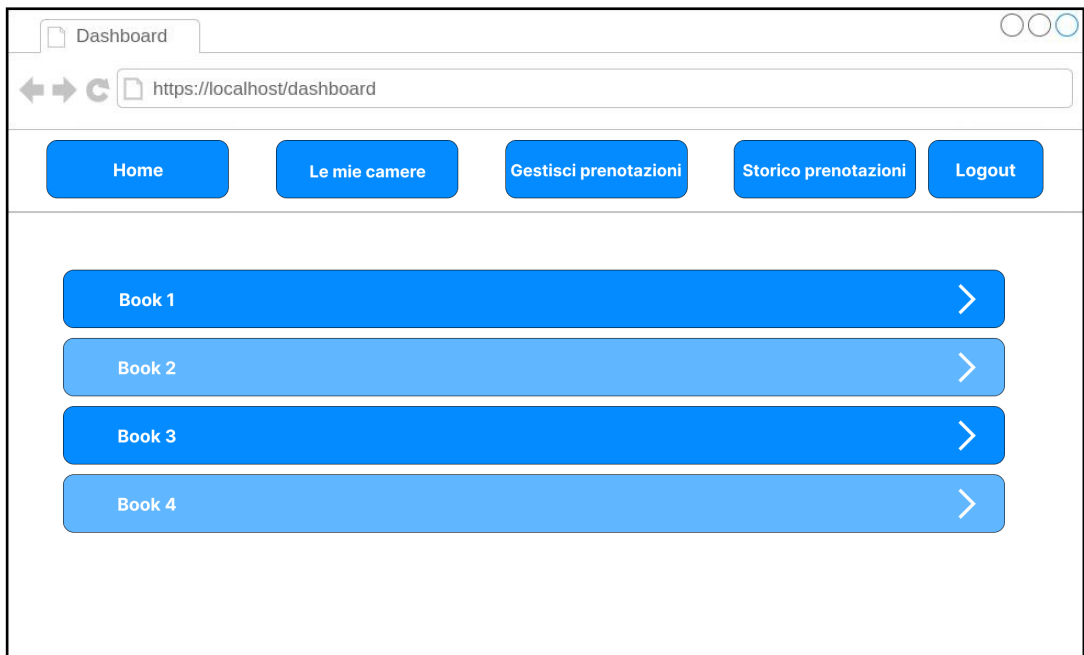 Dashboard
https://localhost/dashboard
Home Le mie camere Gestisci prenotazioni Storico prenotazioni Logout
Book 1
Book 2
Book 3
Book 4